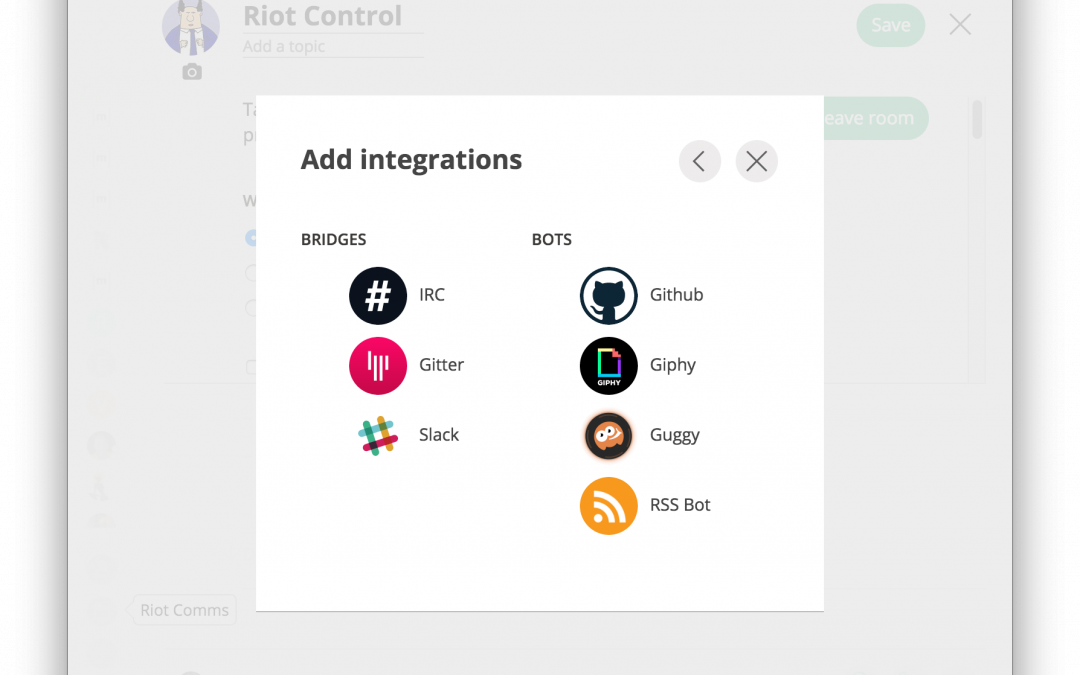 Riot Control
Add a topic
Save
eave room
Add integrations
BRIDGES
BOTS
IRC
Github
Gitter
GIPHY
Giphy
Slack
Guggy
RSS Bot
Riot Comms